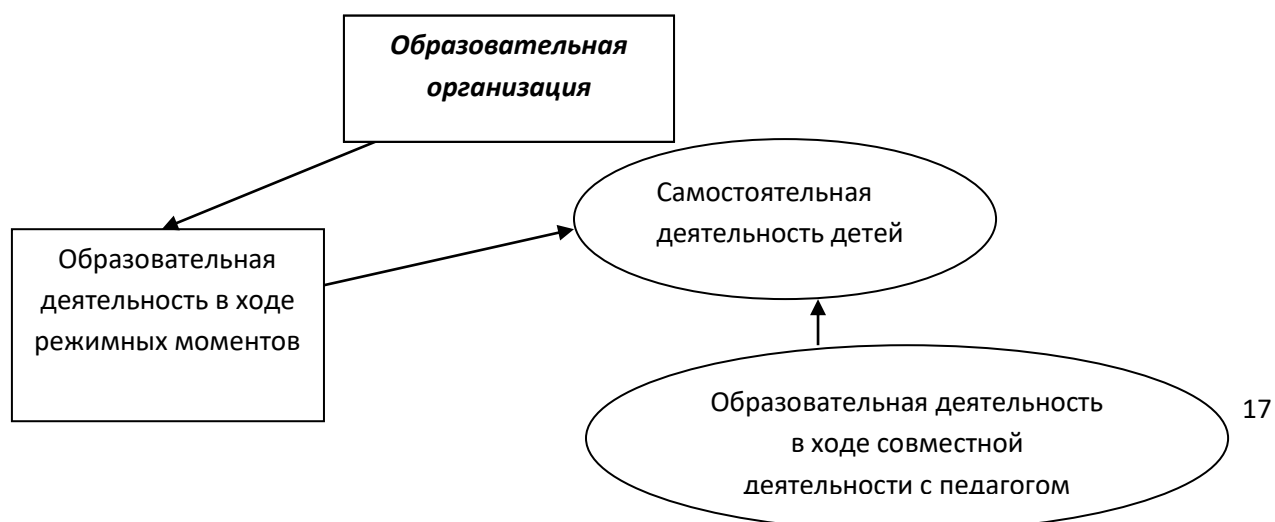 Образовательная
организация
Самостоятельная
деятельность детей
Образовательная
деятельность в ходе
режимных моментов
Образовательная деятельность
в ходе совместной
деятельности с педагогом
17